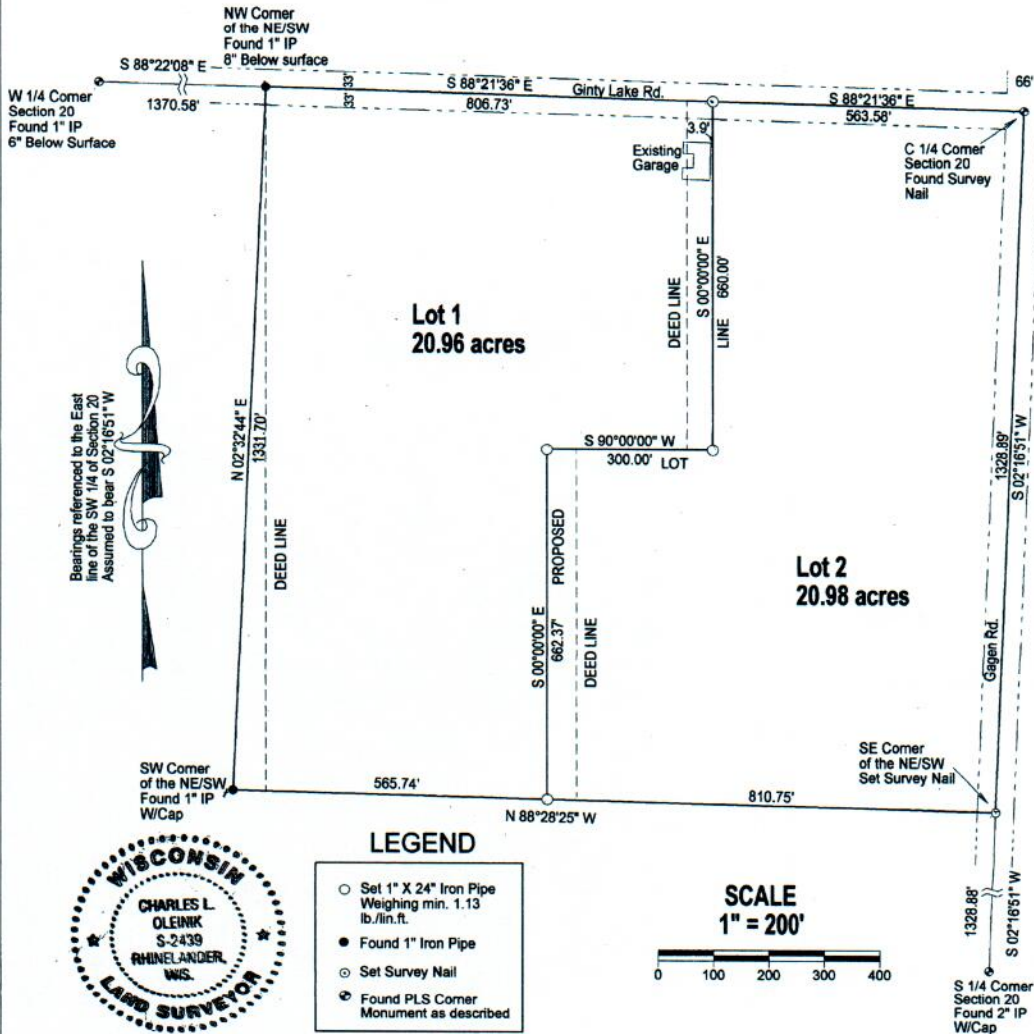 NW Corner
of the NE/SW
Found 1" IP
8" Below surface
S 88°22'08" E
1370.58'
W 1/4 Corner
Section 20
Found 1" IP
6" Below Surface
33'
33'
S 88°21'36" E
806.73'
Ginty Lake Rd.
S 88°21'36" E
563.58'
66'
C 1/4 Corner
Section 20
Found Survey
Nail
3.9'
Existing
Garage
DEED LINE
S 00°00'00" E
660.00'
LINE
Lot 1
20.96 acres
Bearings referenced to the East
line of the SW 1/4 of Section 20
Assumed to bear S 02°16'51" W
N 02°32'44" E
1331.70'
DEED LINE
S 90°00'00" W
300.00'
LOT
1328.89'
S 02°16'51" W
PROPOSED
S 00°00'00" E
662.37'
DEED LINE
Lot 2
20.98 acres
Gagen Rd.
SW Corner
of the NE/SW
Found 1" IP
W/Cap
565.74'
N 88°28'25" W
810.75'
SE Corner
of the NE/SW
Set Survey Nail
1328.88'
S 02°16'51" W
S 1/4 Corner
Section 20
Found 2" IP
W/Cap
WISCONSIN
CHARLES L.
OLEINIK
S-2439
RHINELANDER,
WIS.
LAND SURVEYOR
LEGEND
Set 1" X 24" Iron Pipe
Weighing min. 1.13
lb./lin.ft.
Found 1" Iron Pipe
Set Survey Nail
Found PLS Corner
Monument as described
SCALE
1" = 200'
0 100 200 300 400